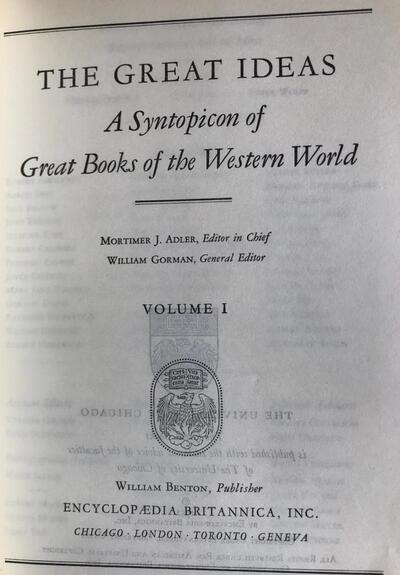 THE GREAT IDEAS
A Syntopicon of
Great Books of the Western World
MORTIMER J. ADLER, Editor in Chief
WILLIAM GORMAN, General Editor
VOLUME I
WILLIAM BENTON, Publisher
ENCYCLOPÆDIA BRITANNICA, INC.
CHICAGO · LONDON · TORONTO · GENEVA